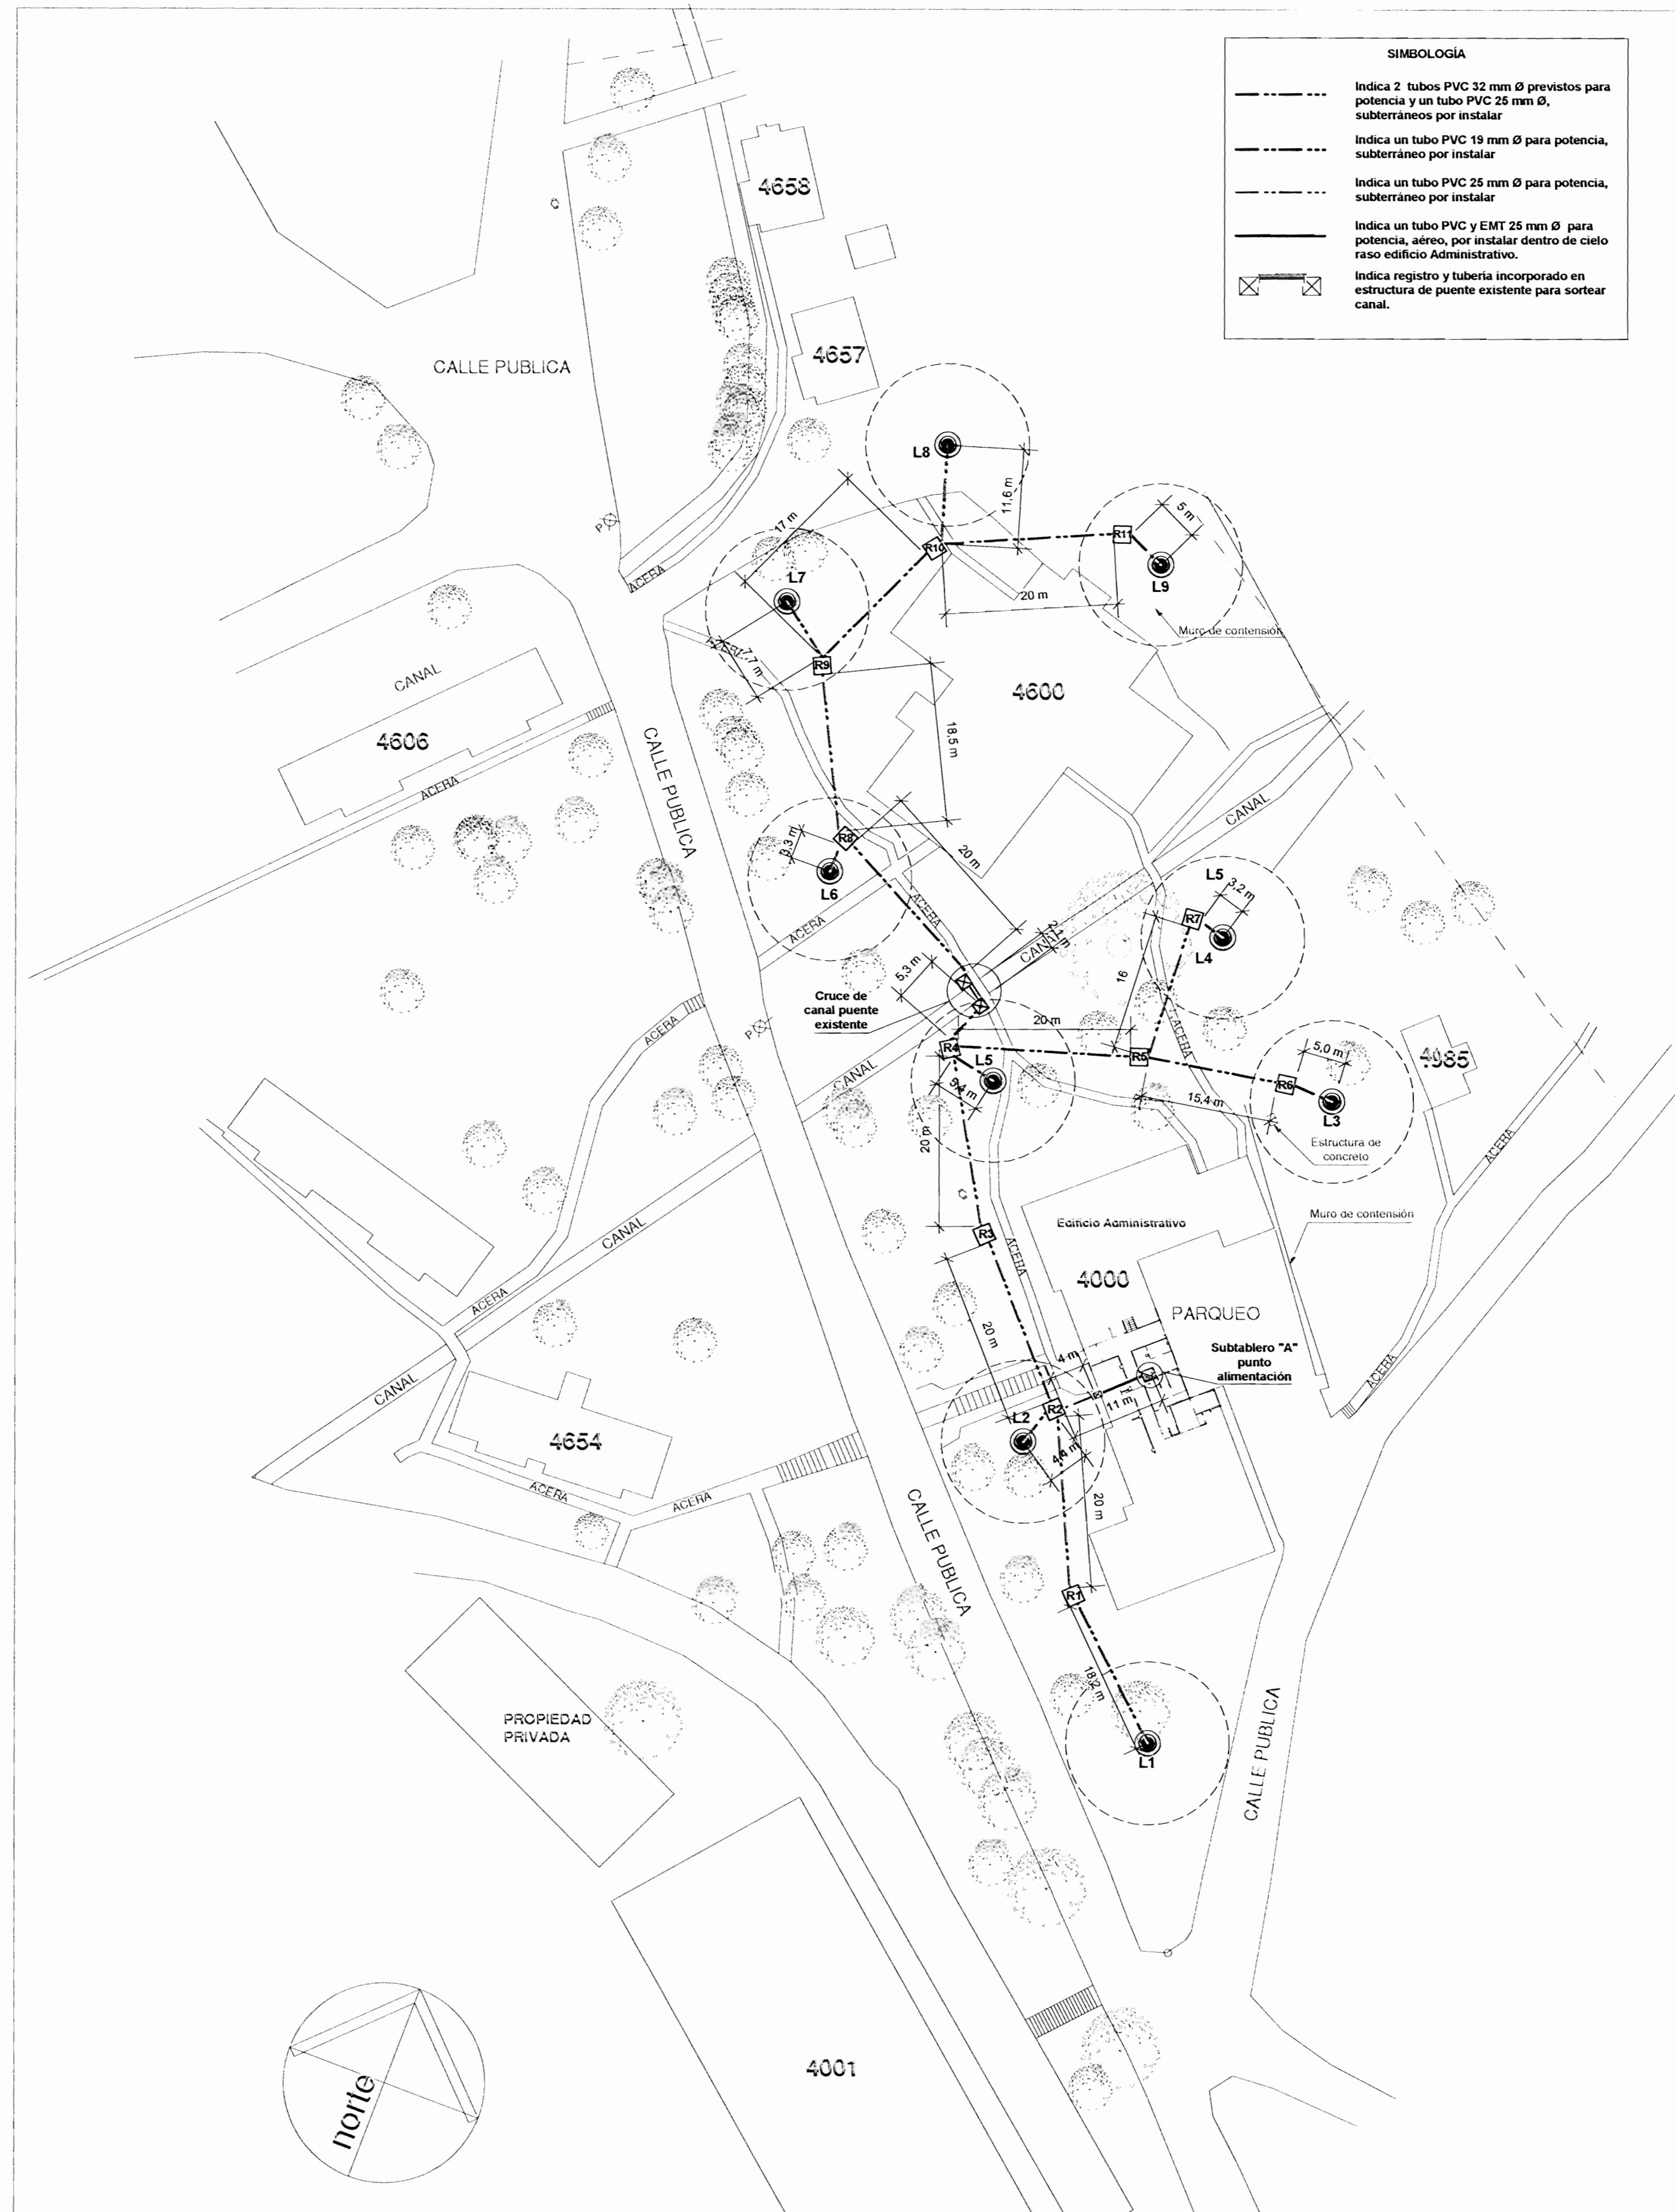 SIMBOLOGÍA
Indica 2 tubos PVC 32 mm Ø previstos para
potencia y un tubo PVC 25 mm Ø,
subterráneos por instalar
Indica un tubo PVC 19 mm Ø para potencia,
subterráneo por instalar
Indica un tubo PVC 25 mm Ø para potencia,
subterráneo por instalar
Indica un tubo PVC y EMT 25 mm Ø para
potencia, aéreo, por instalar dentro de cielo
raso edificio Administrativo.
Indica registro y tubería incorporado en
estructura de puente existente para sortear
canal.
4658
4657
CALLE PUBLICA
L8
11,6 m
P
ACERA
17 m
R10
R11
5 m
L9
20 m
L7
Muro de contensión
7,7 m
R9
CANAL
4606
ACERA
CALLE PUBLICA
4600
18,5 m
CANAL
R8
3,3 m
L6
20 m
ACERA
ACERA
L5
3,2 m
R7
L4
CANAL
2,1 m
5,3 m
16
Cruce de
canal puente
existente
ACERA
P
20 m
R4
L5
R5
ACERA
5,0 m
R6
L3
4985
CANAL
15,4 m
20 m
Estructura de
concreto
ACERA
R3
ACERA
Edificio Administrativo
Muro de contensión
4000
CANAL
ACERA
PARQUEO
20 m
4 m
Subtablero "A"
punto
alimentación
ACERA
CANAL
R2
11 m
L2
4,4 m
4654
ACERA
ACERA
20 m
CALLE PUBLICA
R1
18,2 m
L1
PROPIEDAD
PRIVADA
CALLE PUBLICA
4001
norte